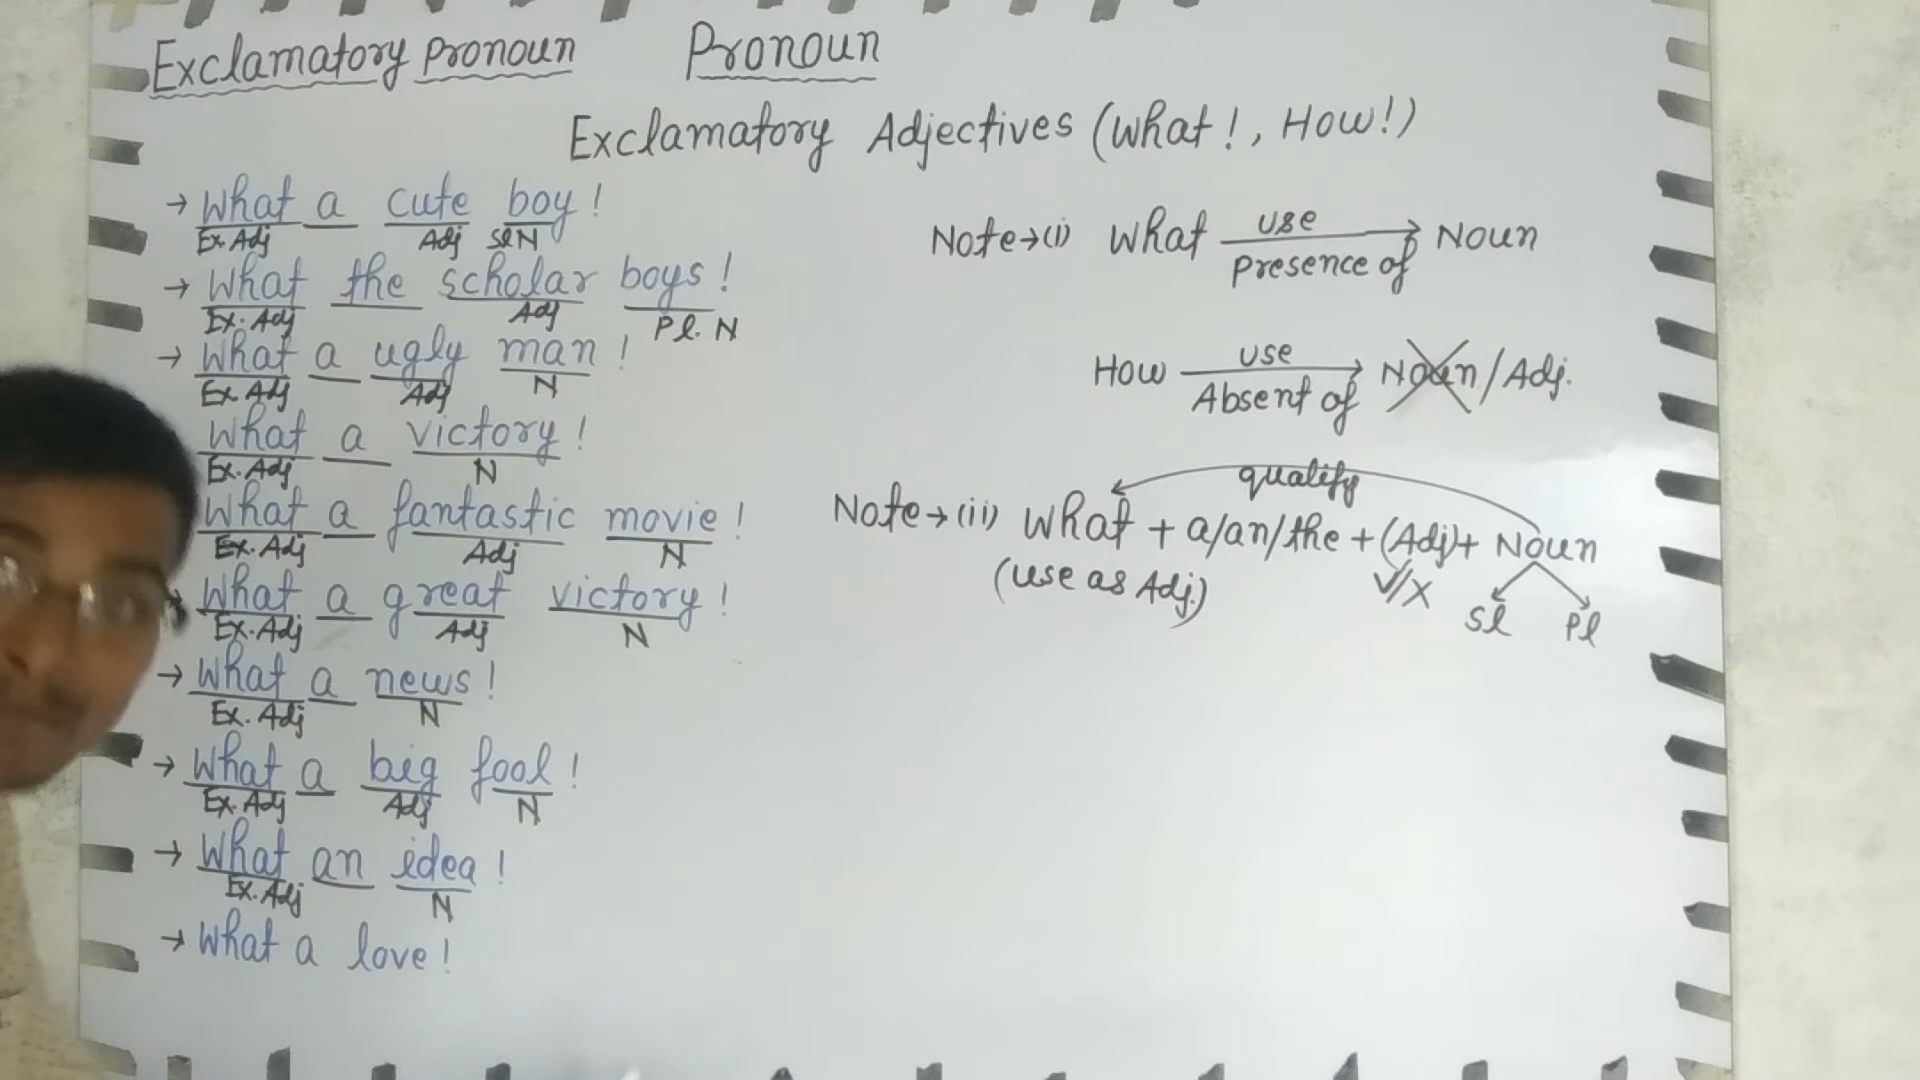 Exclamatory Pronoun Pronoun
Exclamatory Adjectives (What!, How!)
→ What a cute boy!
Ex. Adj Adj Sl N
→ What the scholar boys!
Ex. Adj Adj Pl. N
→ What a ugly man!
Ex. Adj Adj N
What a victory!
Ex. Adj N
What a fantastic movie!
Ex. Adj Adj N
What a great victory!
Ex. Adj Adj N
→ What a news!
Ex. Adj N
→ What a big fool!
Ex. Adj Adj N
→ What an idea!
Ex. Adj N
→ What a love!
Note→(i) What use → Noun
Presence of
How use → Noun/Adj.
Absent of
qualify
Note→(ii) What + a/an/the + (Adj)+ Noun
(use as Adj.) ✓/X
Sl Pl